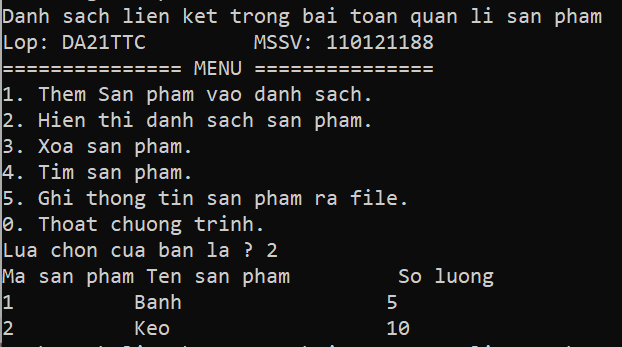 Danh sach lien ket trong bai toan quan li san pham
Lop: DA21TTC MSSV: 110121188
=============== MENU ===============
1. Them San pham vao danh sach.
2. Hien thi danh sach san pham.
3. Xoa san pham.
4. Tim san pham.
5. Ghi thong tin san pham ra file.
0. Thoat chuong trinh.
Lua chon cua ban la ? 2
Ma san pham Ten san pham So luong
1 Banh 5
2 Keo 10